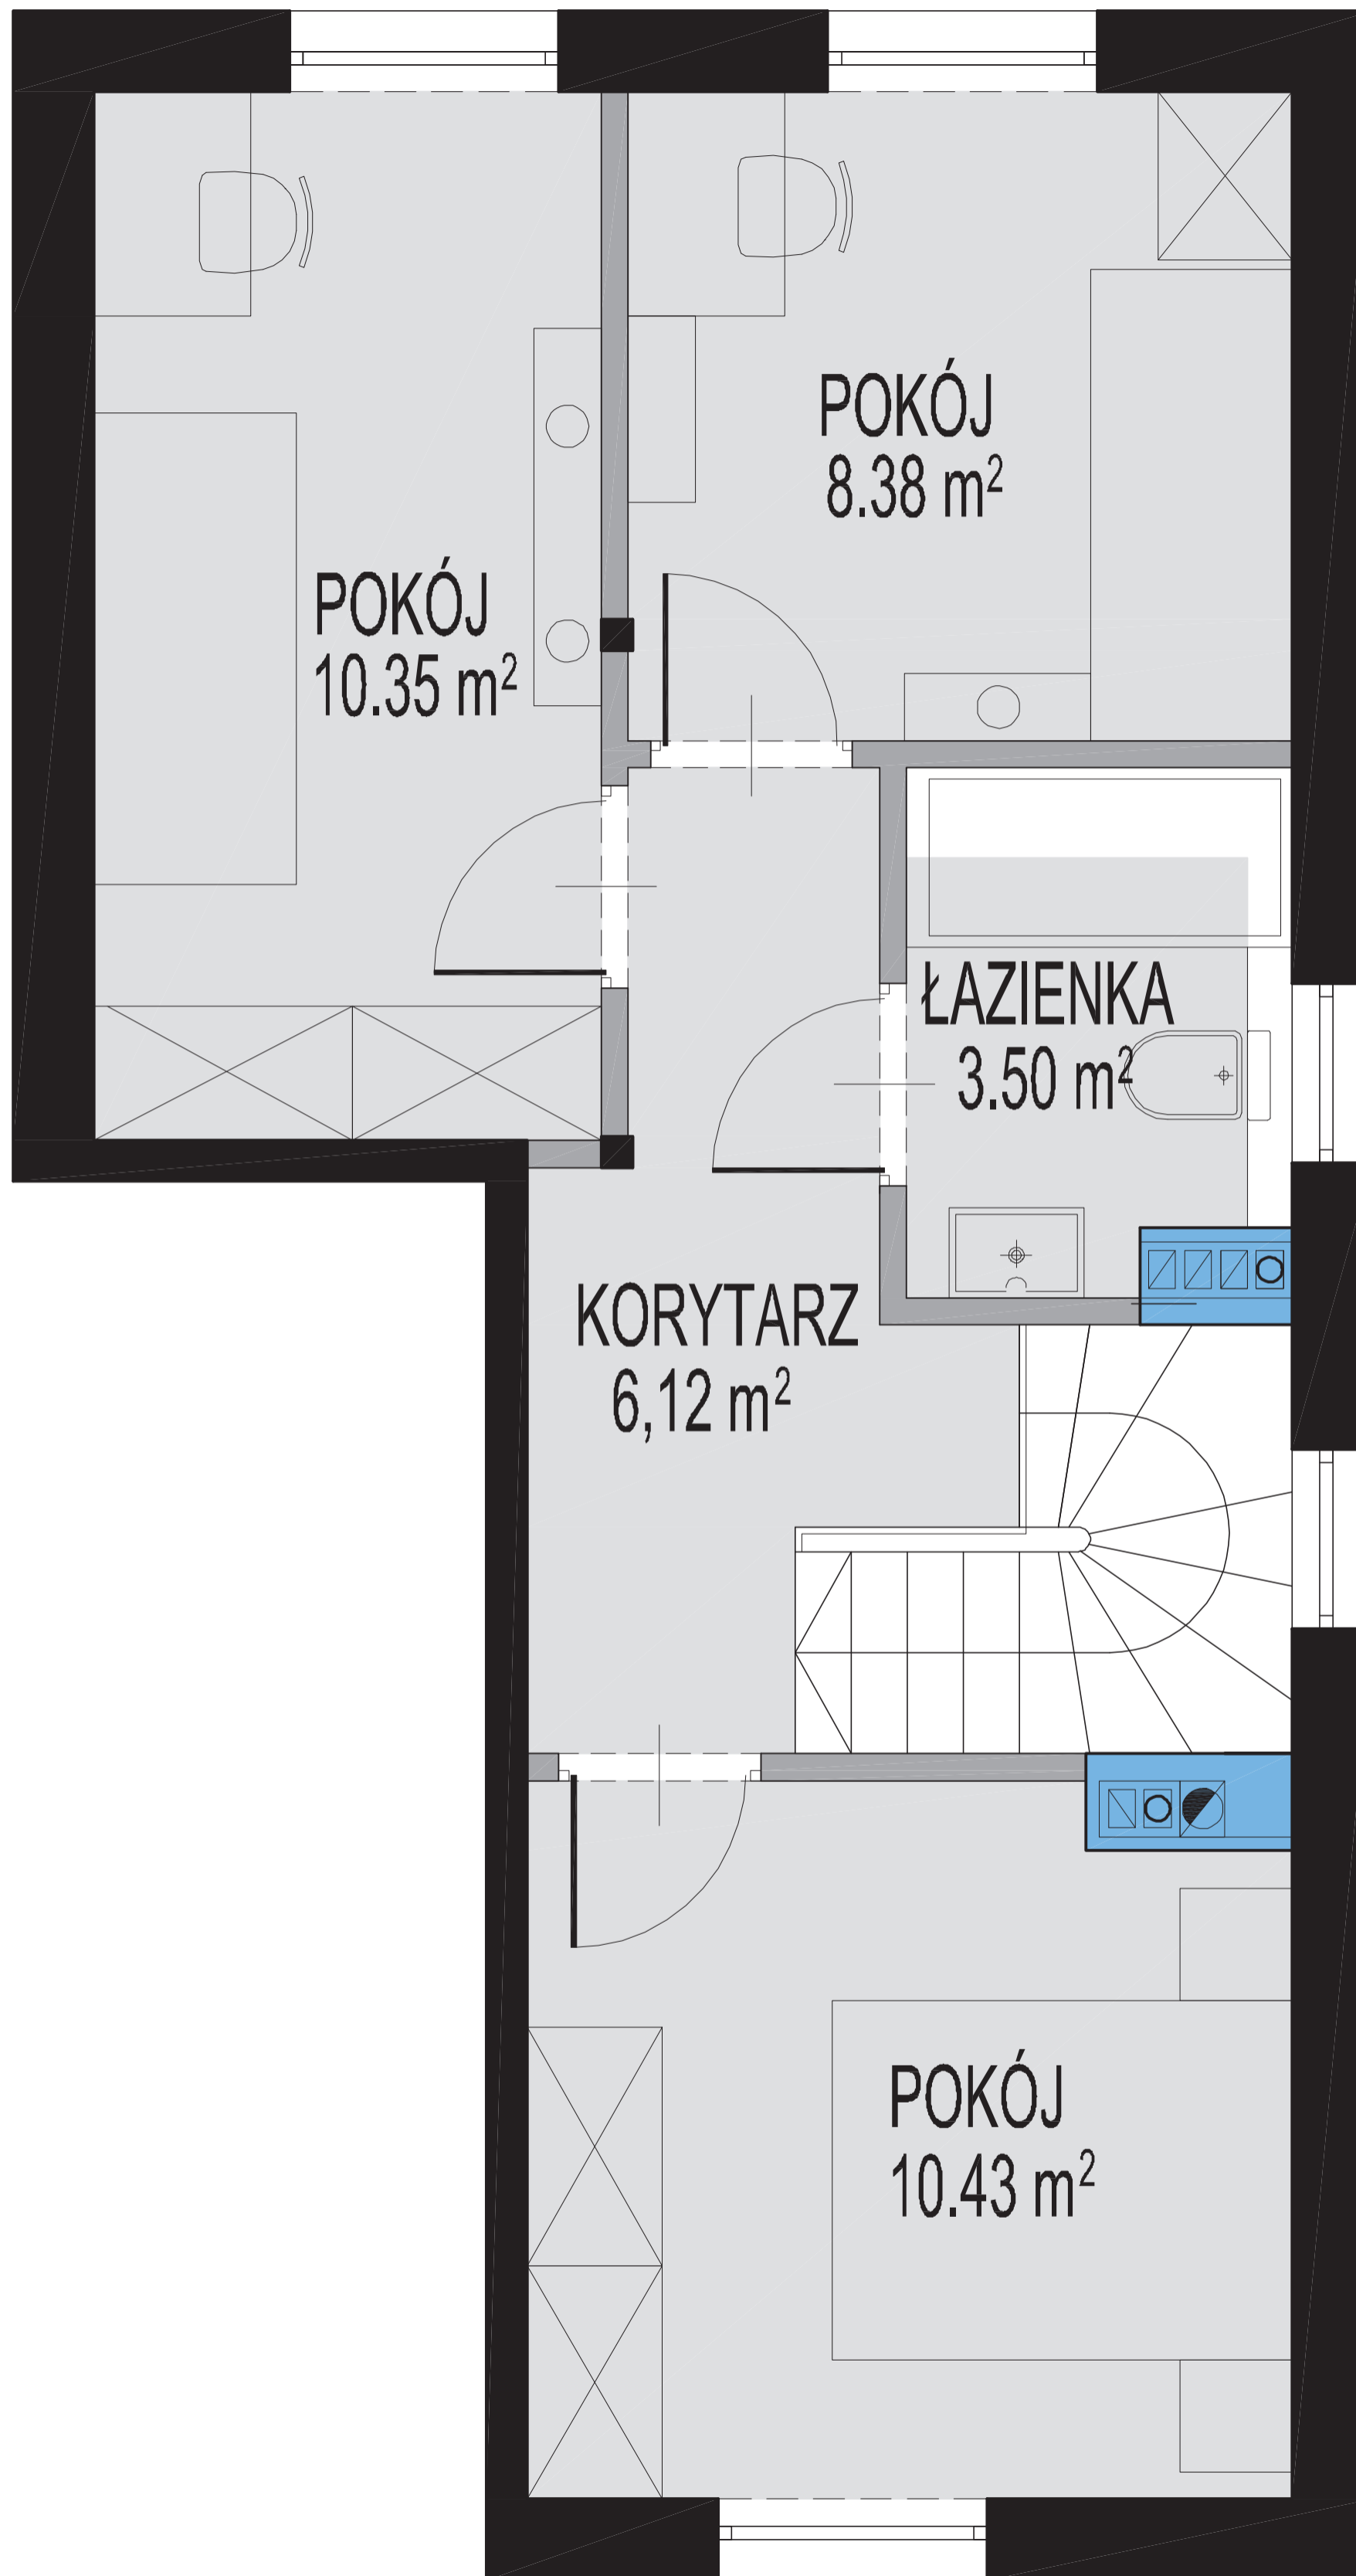 POKÓJ
8.38 m²
POKÓJ
10.35 m²
ŁAZIENKA
3.50 m²
KORYTARZ
6,12 m²
POKÓJ
10.43 m²